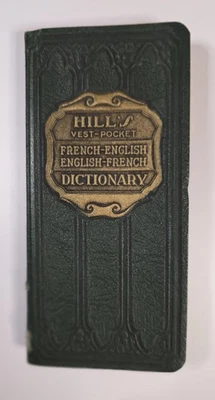 HILL'S
VEST-POCKET
FRENCH-ENGLISH
ENGLISH-FRENCH
DICTIONARY